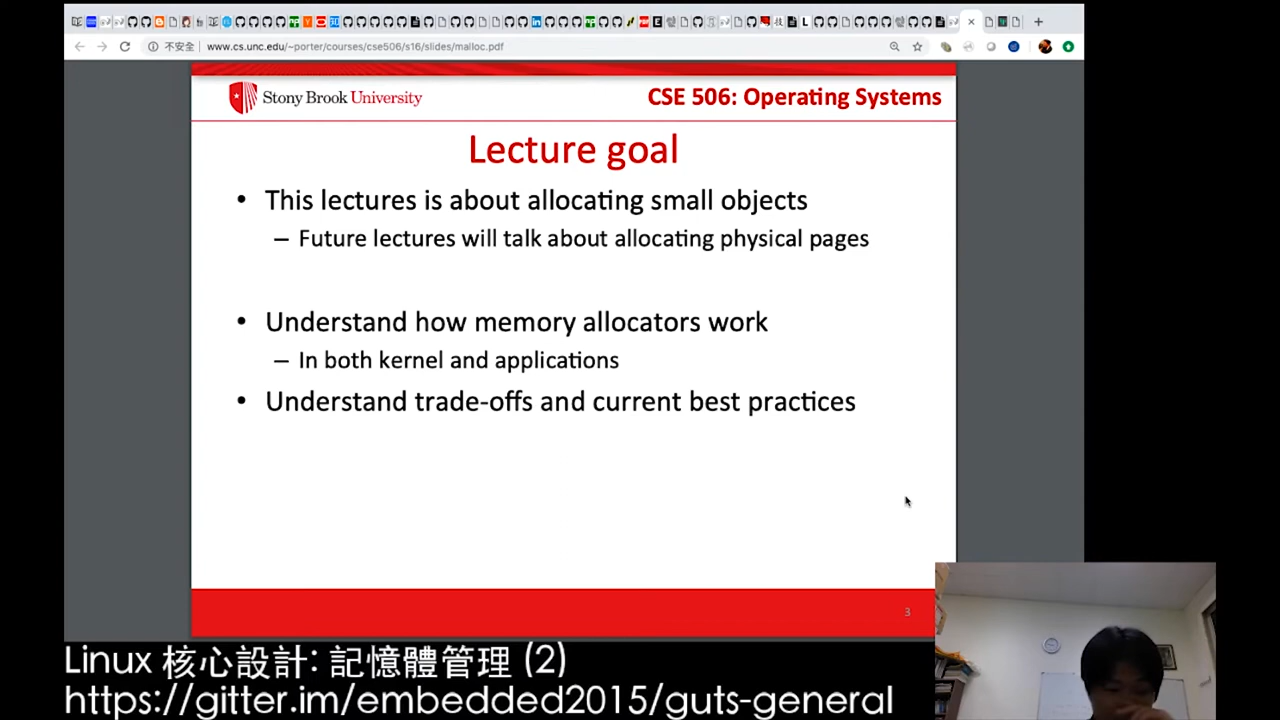 不安全 www.cs.unc.edu/~porter/courses/cse506/s16/slides/malloc.pdf
Stony Brook University
CSE 506: Operating Systems
Lecture goal
• This lectures is about allocating small objects
– Future lectures will talk about allocating physical pages
• Understand how memory allocators work
– In both kernel and applications
• Understand trade-offs and current best practices
3
Linux 核心設計: 記憶體管理 (2)
https://gitter.im/embedded2015/guts-general